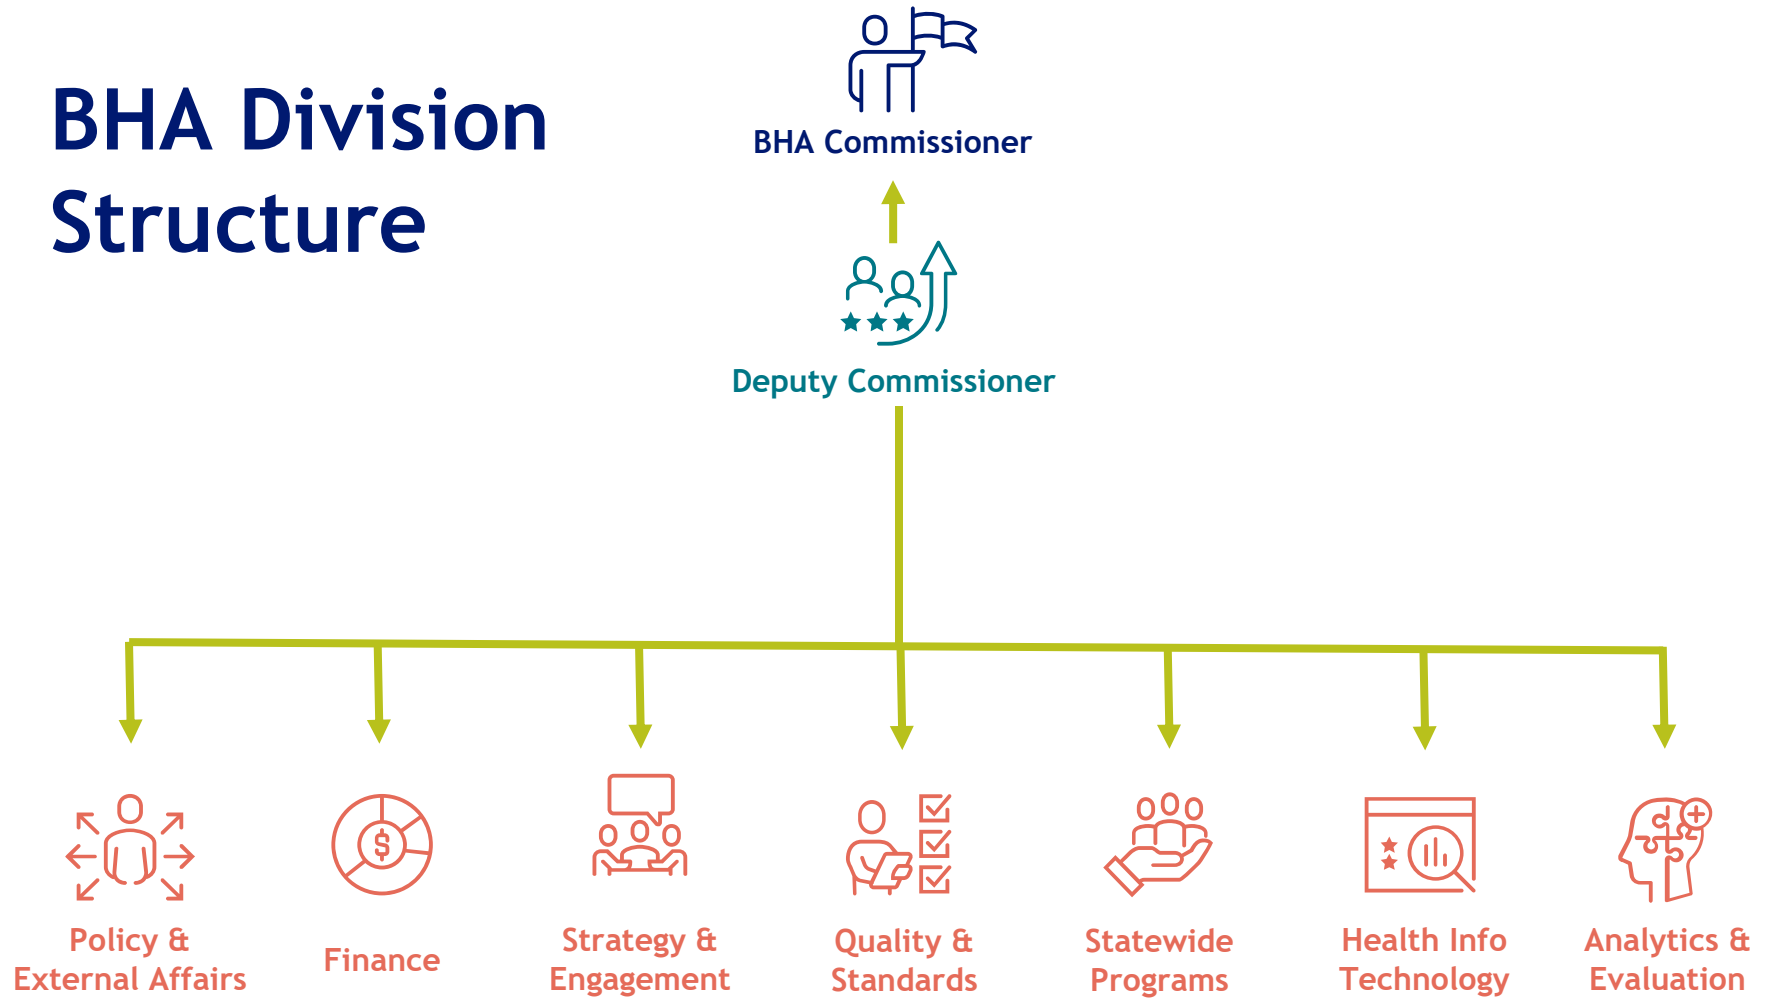 BHA Division
Structure
BHA Commissioner
Deputy Commissioner
Policy &
External Affairs
Finance
Strategy &
Engagement
Quality &
Standards
Statewide
Programs
Health Info
Technology
Analytics &
Evaluation